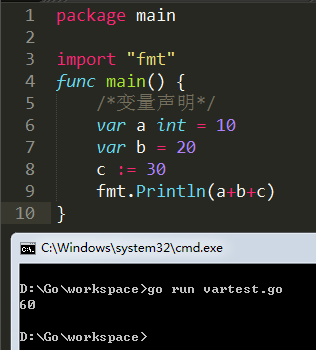 1 package main
2
3 import "fmt"
4 func main() {
5 /*变量声明*/
6 var a int = 10
7 var b = 20
8 c := 30
9 fmt.Println(a+b+c)
10 }
C:\Windows\system32\cmd.exe
D:\Go\workspace>go run vartest.go
60
D:\Go\workspace>